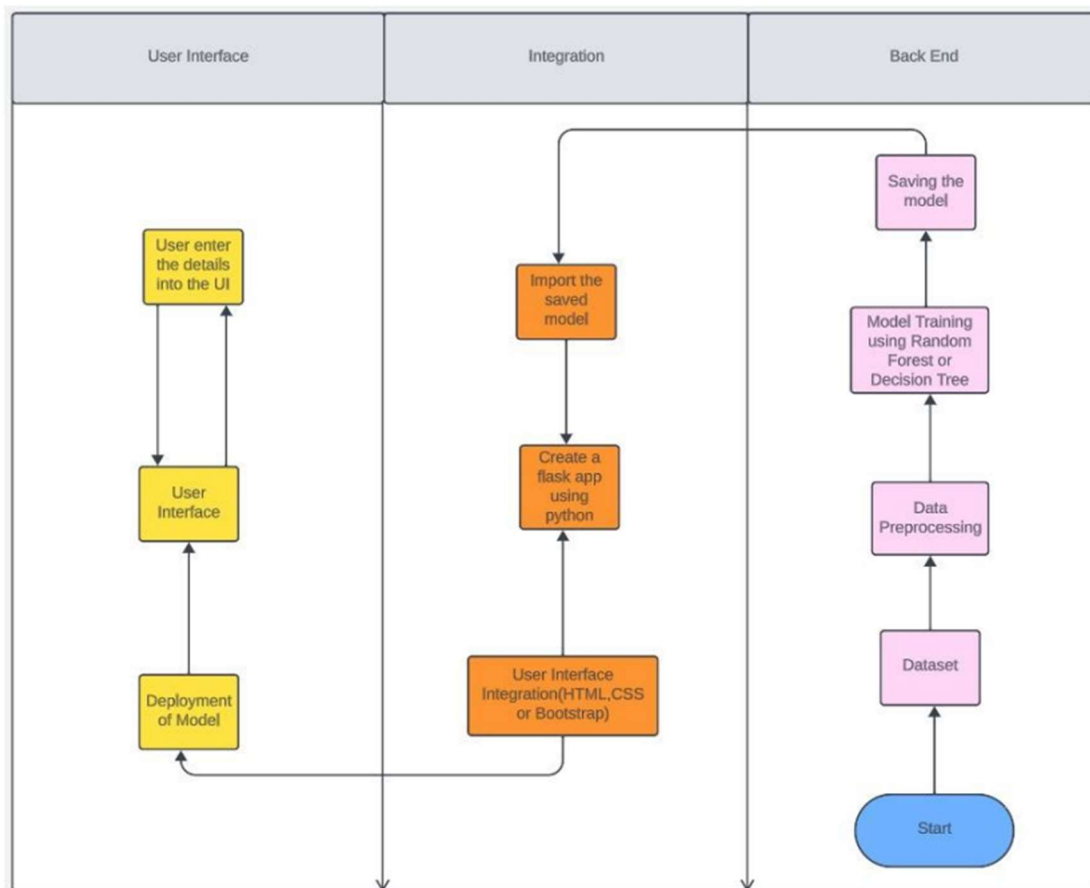 User Interface
Integration
Back End
User enter
the details
into the UI
User
Interface
Deployment
of Model
Import the
saved
model
Create a
flask app
using
python
User Interface
Integration(HTML,CSS
or Bootstrap)
Saving the
model
Model Training
using Random
Forest or
Decision Tree
Data
Preprocessing
Dataset
Start